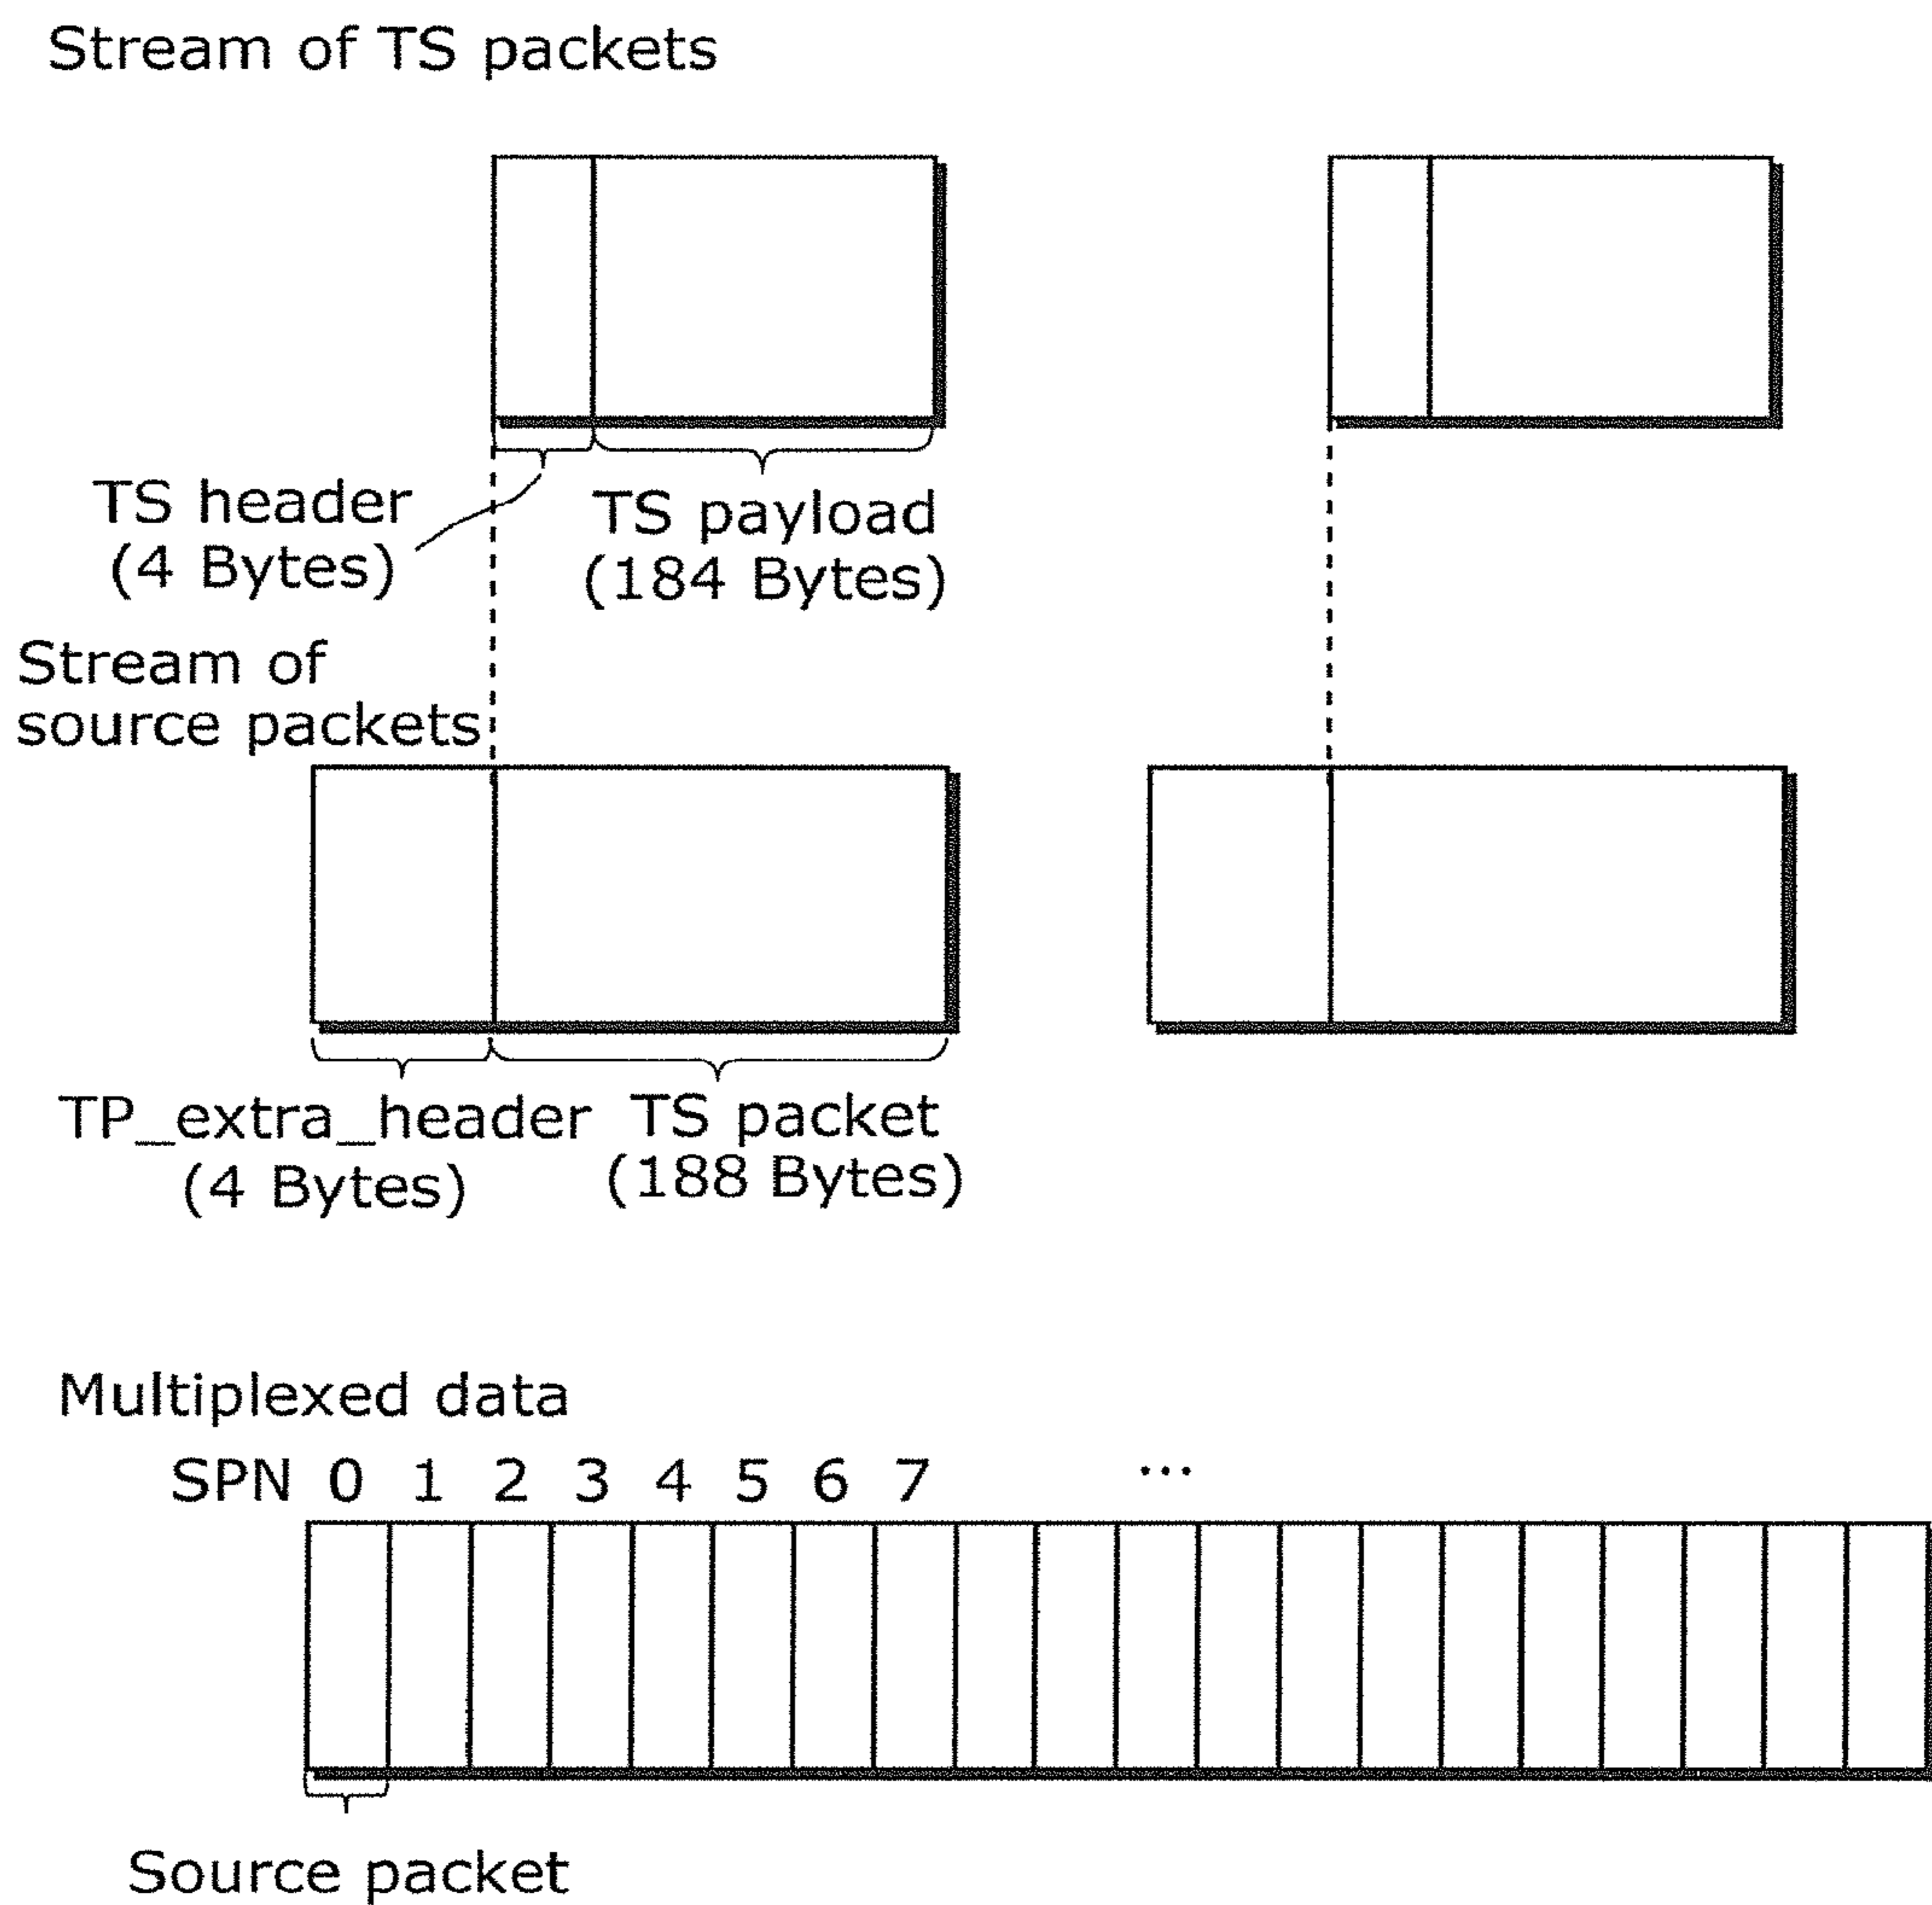 Stream of TS packets
TS header
(4 Bytes)
TS payload
(184 Bytes)
Stream of
source packets
TP_extra_header
(4 Bytes)
TS packet
(188 Bytes)
Multiplexed data
SPN 0 1 2 3 4 5 6 7 ...
Source packet